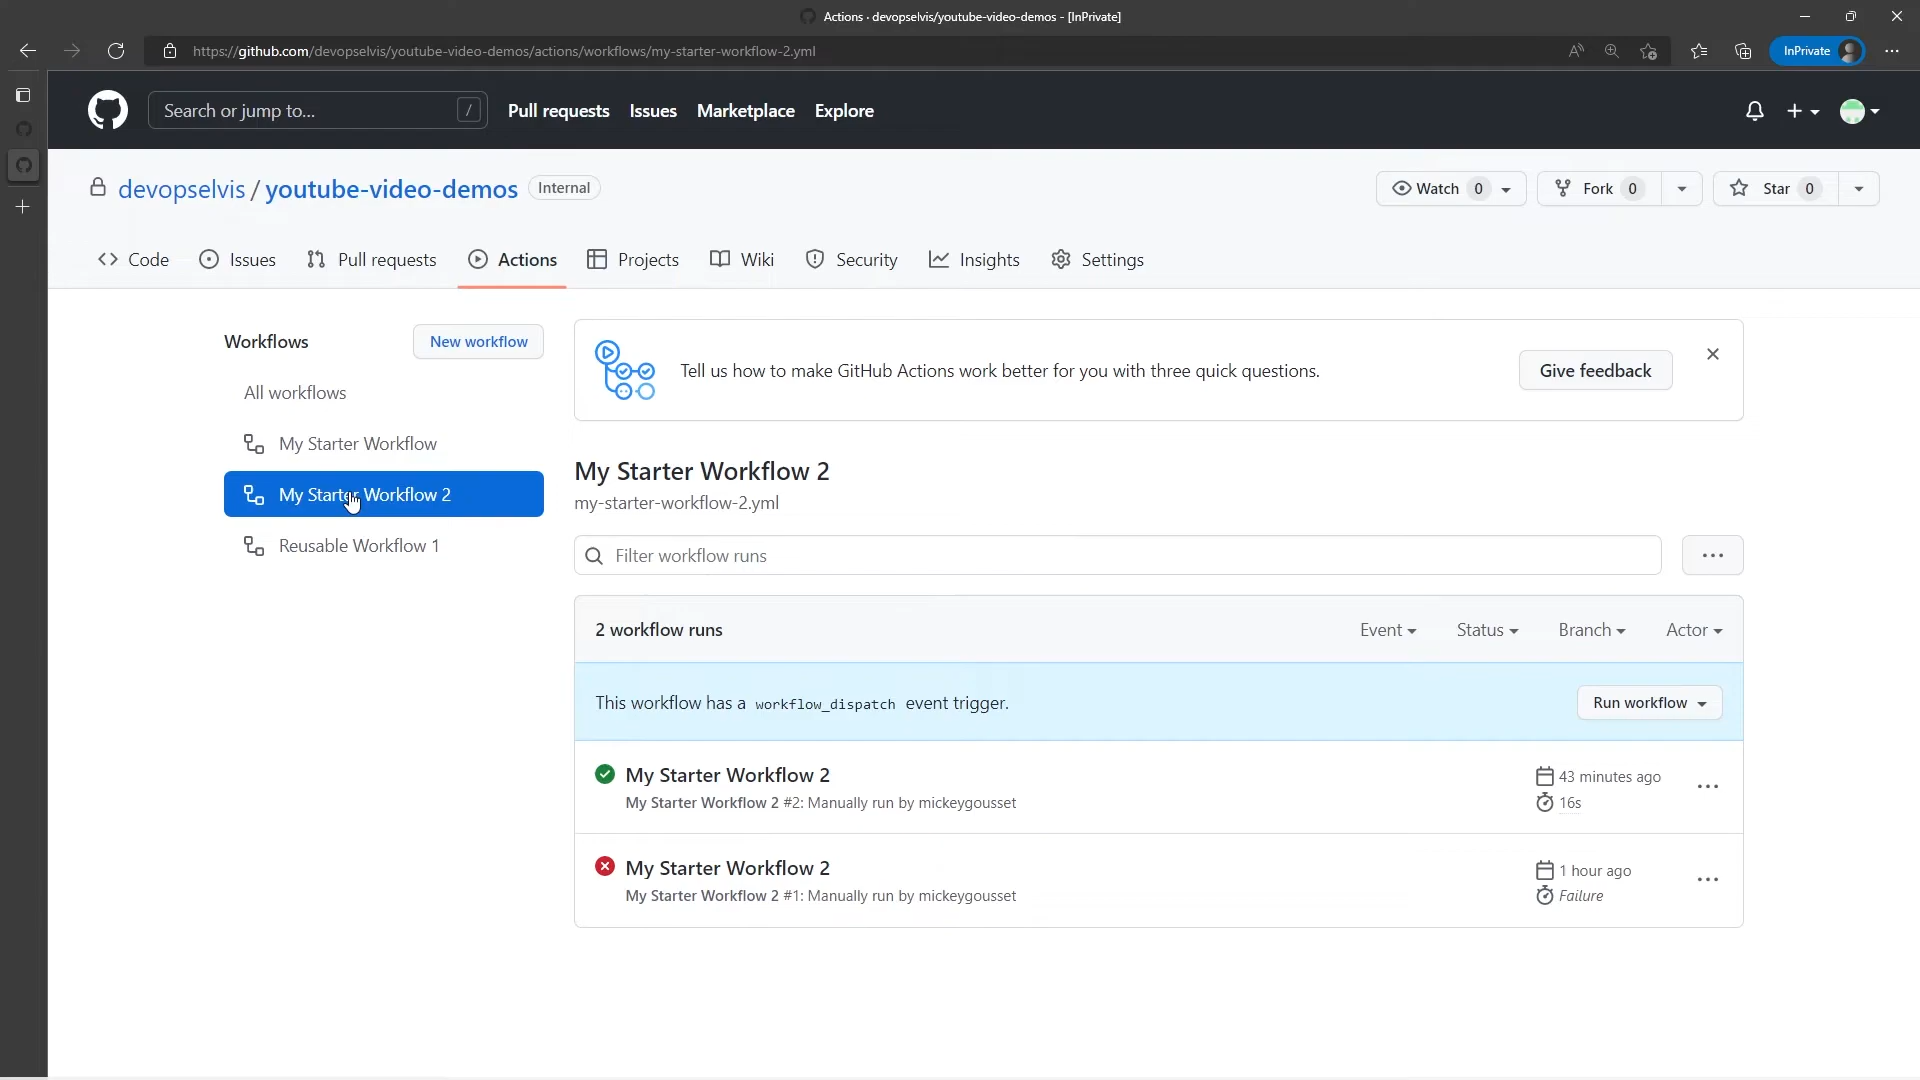 Actions · devopselvis/youtube-video-demos - [InPrivate]
https://github.com/devopselvis/youtube-video-demos/actions/workflows/my-starter-workflow-2.yml
InPrivate
Search or jump to...
/
Pull requests
Issues
Marketplace
Explore
devopselvis / youtube-video-demos
Internal
Watch 0
Fork 0
Star 0
Code
Issues
Pull requests
Actions
Projects
Wiki
Security
Insights
Settings
Workflows
New workflow
All workflows
My Starter Workflow
My Starter Workflow 2
Reusable Workflow 1
Tell us how to make GitHub Actions work better for you with three quick questions.
Give feedback
My Starter Workflow 2
my-starter-workflow-2.yml
Filter workflow runs
2 workflow runs
Event
Status
Branch
Actor
This workflow has a workflow_dispatch event trigger.
Run workflow
My Starter Workflow 2
My Starter Workflow 2 #2: Manually run by mickeygousset
43 minutes ago
16s
My Starter Workflow 2
My Starter Workflow 2 #1: Manually run by mickeygousset
1 hour ago
Failure